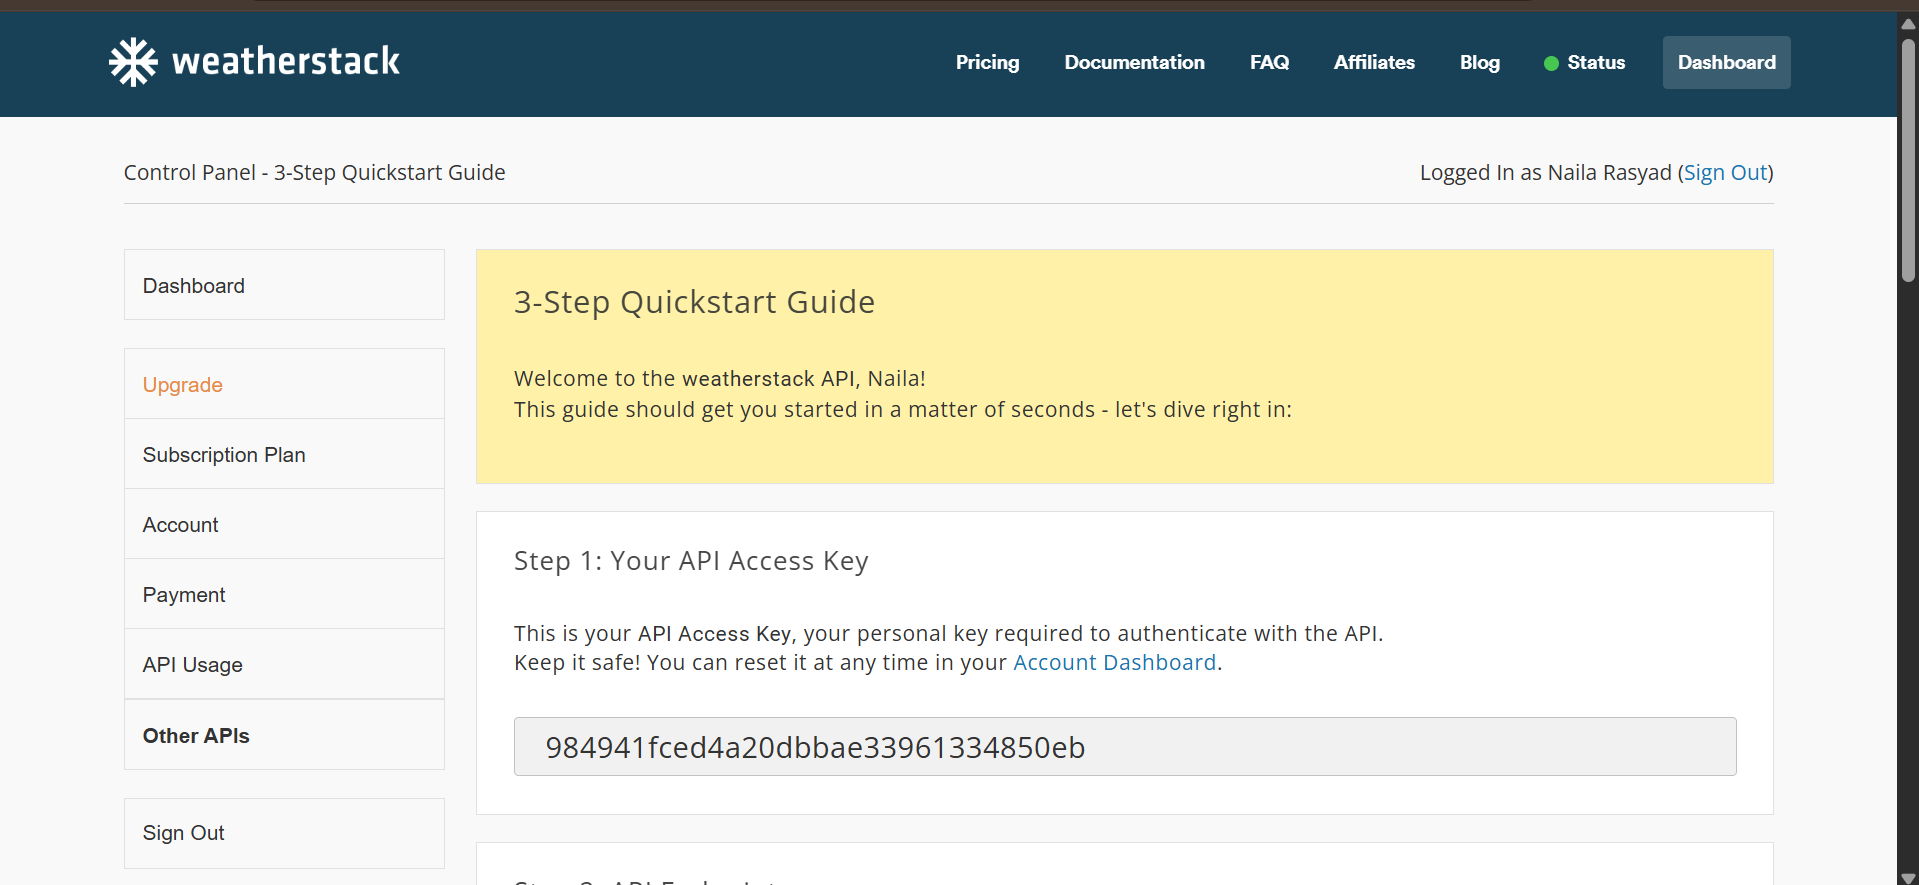 weatherstack
Pricing Documentation FAQ Affiliates Blog Status Dashboard
Control Panel - 3-Step Quickstart Guide
Logged In as Naila Rasyad (Sign Out)
Dashboard
Upgrade
Subscription Plan
Account
Payment
API Usage
Other APIs
Sign Out
3-Step Quickstart Guide
Welcome to the weatherstack API, Naila!
This guide should get you started in a matter of seconds - let's dive right in:
Step 1: Your API Access Key
This is your API Access Key, your personal key required to authenticate with the API.
Keep it safe! You can reset it at any time in your Account Dashboard.
984941fced4a20dbbae33961334850eb